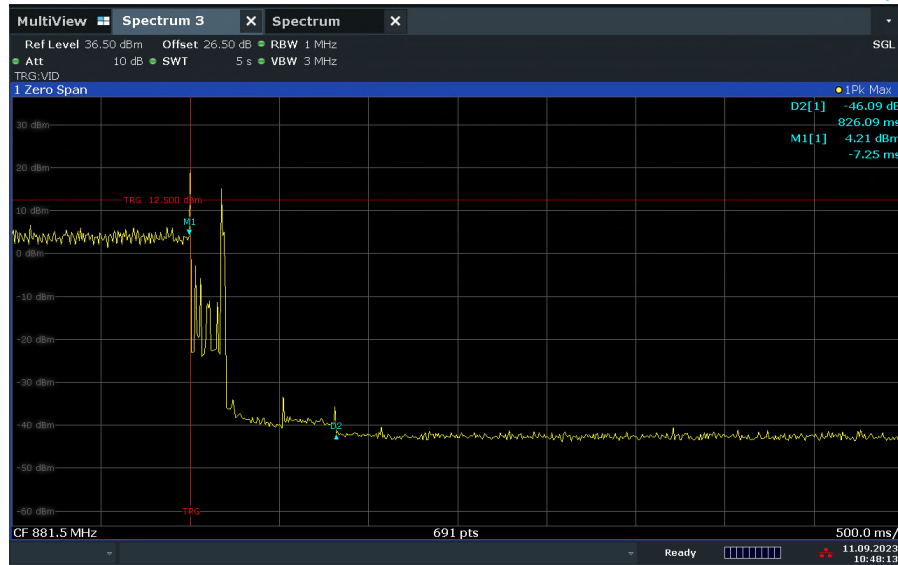 MultiView Spectrum 3 X Spectrum X
Ref Level 36.50 dBm Offset 26.50 dB RBW 1 MHz SGL
Att 10 dB SWT 5 s VBW 3 MHz
TRG:VID
1 Zero Span 1Pk Max
D2[1] -46.09 dB
826.09 ms
M1[1] 4.21 dBm
-7.25 ms
30 dBm
20 dBm
TRG 12.500 dBm
10 dBm
M1
0 dBm
-10 dBm
-20 dBm
-30 dBm
-40 dBm
D2
-50 dBm
-60 dBm
TRG
CF 881.5 MHz 691 pts 500.0 ms/
Ready 11.09.2023
10:48:13